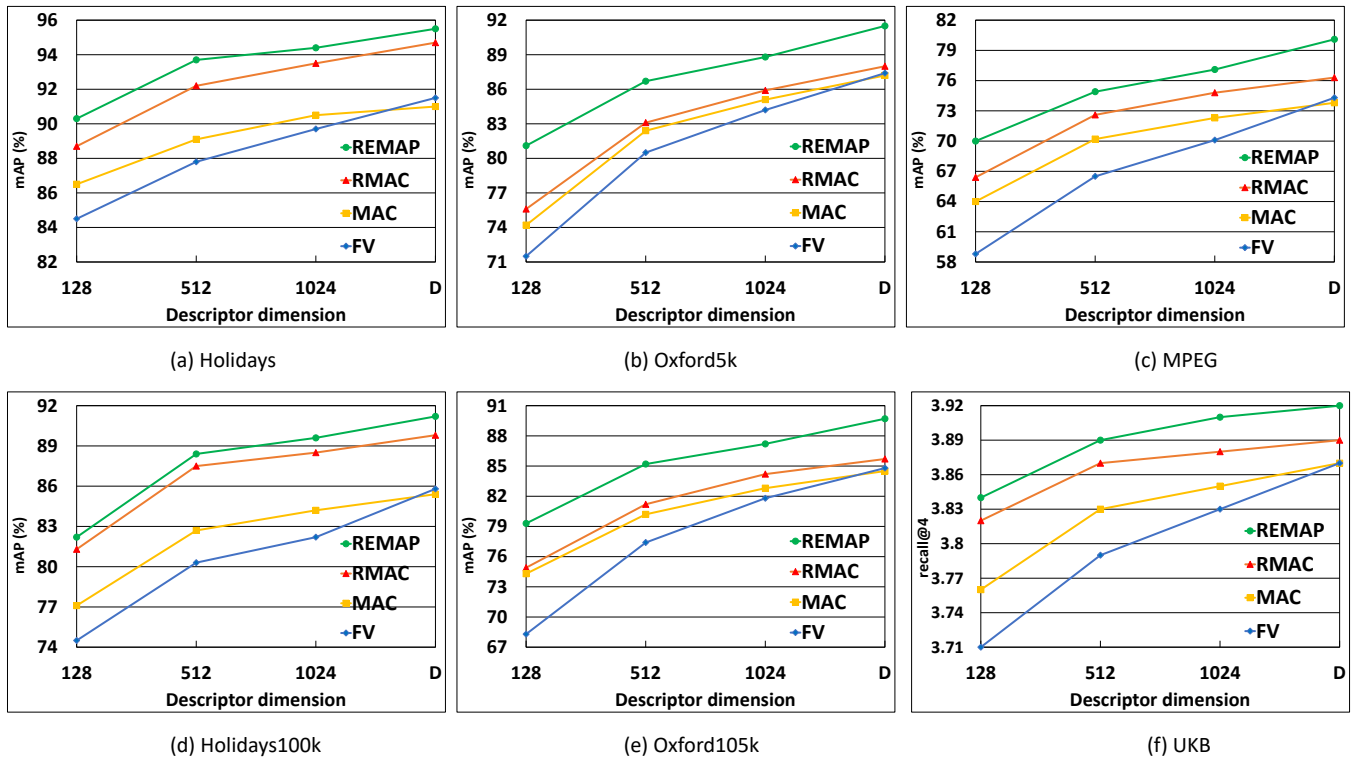 96
94
92
90
88
86
84
82
mAP (%)
REMAP
RMAC
MAC
FV
128 512 1024 D
Descriptor dimension
(a) Holidays
92
89
86
83
80
77
74
71
mAP (%)
REMAP
RMAC
MAC
FV
128 512 1024 D
Descriptor dimension
(b) Oxford5k
82
79
76
73
70
67
64
61
58
mAP (%)
REMAP
RMAC
MAC
FV
128 512 1024 D
Descriptor dimension
(c) MPEG
92
89
86
83
80
77
74
mAP (%)
REMAP
RMAC
MAC
FV
128 512 1024 D
Descriptor dimension
(d) Holidays100k
91
88
85
82
79
76
73
70
67
mAP (%)
REMAP
RMAC
MAC
FV
128 512 1024 D
Descriptor dimension
(e) Oxford105k
3.92
3.89
3.86
3.83
3.8
3.77
3.74
3.71
recall@4
REMAP
RMAC
MAC
FV
128 512 1024 D
Descriptor dimension
(f) UKB